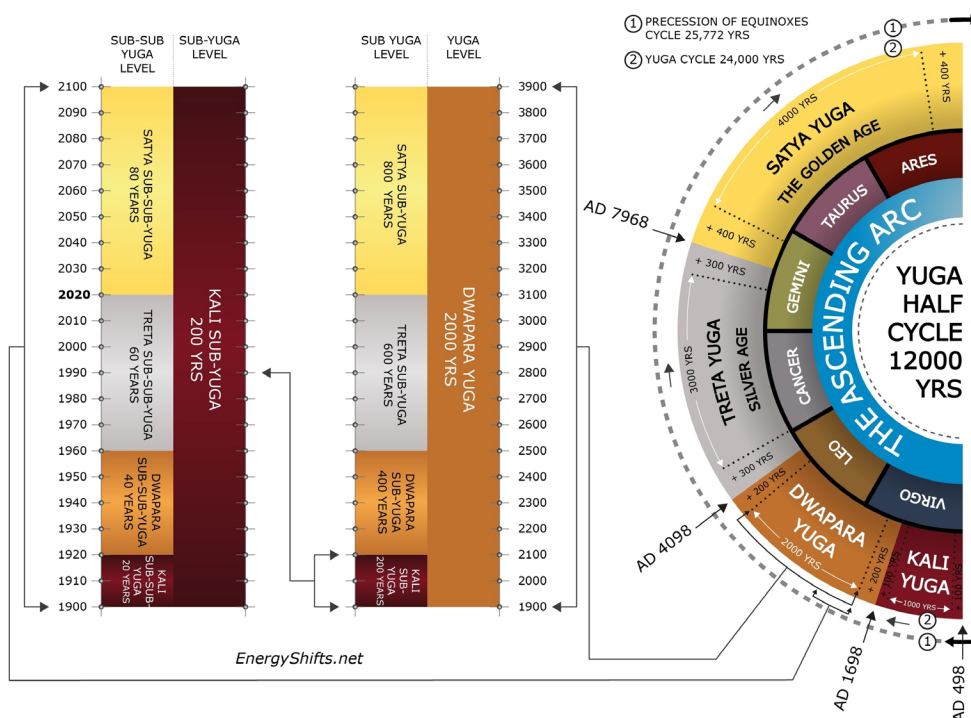 SUB-SUB
YUGA
LEVEL
SUB-YUGA
LEVEL
2100
2090
2080
2070
2060
2050
2040
2030
2020
2010
2000
1990
1980
1970
1960
1950
1940
1930
1920
1910
1900
SATYA SUB-SUB-YUGA
80 YEARS
TRETA SUB-SUB-YUGA
60 YEARS
DWAPARA
SUB-SUB-YUGA
40 YEARS
KALI
SUB-SUB-
YUGA
20 YEARS
KALI SUB-YUGA
200 YRS
SUB YUGA
LEVEL
YUGA
LEVEL
SATYA SUB-YUGA
800 YEARS
TRETA SUB-YUGA
600 YEARS
DWAPARA
SUB-YUGA
400 YEARS
KALI
SUB-
YUGA
200 YEARS
DWAPARA YUGA
2000 YRS
3900
3800
3700
3600
3500
3400
3300
3200
3100
3000
2900
2800
2700
2600
2500
2400
2300
2200
2100
2000
1900
EnergyShifts.net
1 PRECESSION OF EQUINOXES
CYCLE 25,772 YRS
2 YUGA CYCLE 24,000 YRS
1
2
+ 400 YRS
4000 YRS
SATYA YUGA
THE GOLDEN AGE
+ 400 YRS
AD 7968
+ 300 YRS
3000 YRS
TRETA YUGA
SILVER AGE
+ 300 YRS
AD 4098
+ 200 YRS
DWAPARA
YUGA
2000 YRS
+ 200 YRS
AD 1698
+ 100 YRS
KALI
YUGA
1000 YRS
+ 100 YRS
AD 498
2
1
ARES
TAURUS
GEMINI
CANCER
LEO
VIRGO
THE ASCENDING ARC
YUGA
HALF
CYCLE
12000
YRS